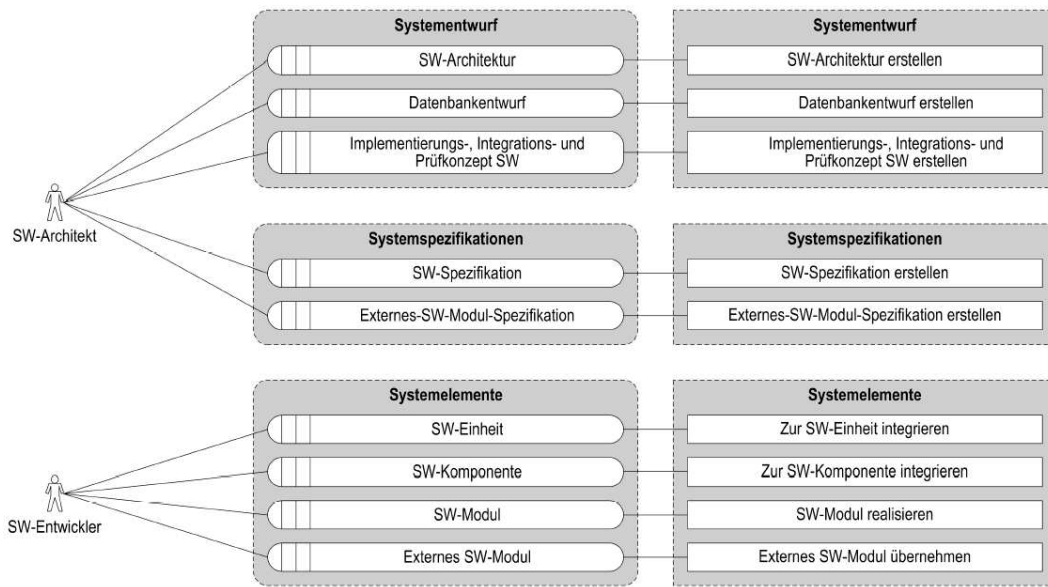 Systementwurf
Systementwurf
SW-Architektur
SW-Architektur erstellen
Datenbankentwurf
Datenbankentwurf erstellen
Implementierungs-, Integrations- und
Prüfkonzept SW
Implementierungs-, Integrations- und
Prüfkonzept SW erstellen
SW-Architekt
Systemspezifikationen
Systemspezifikationen
SW-Spezifikation
SW-Spezifikation erstellen
Externes-SW-Modul-Spezifikation
Externes-SW-Modul-Spezifikation erstellen
Systemelemente
Systemelemente
SW-Einheit
Zur SW-Einheit integrieren
SW-Komponente
Zur SW-Komponente integrieren
SW-Entwickler
SW-Modul
SW-Modul realisieren
Externes SW-Modul
Externes SW-Modul übernehmen